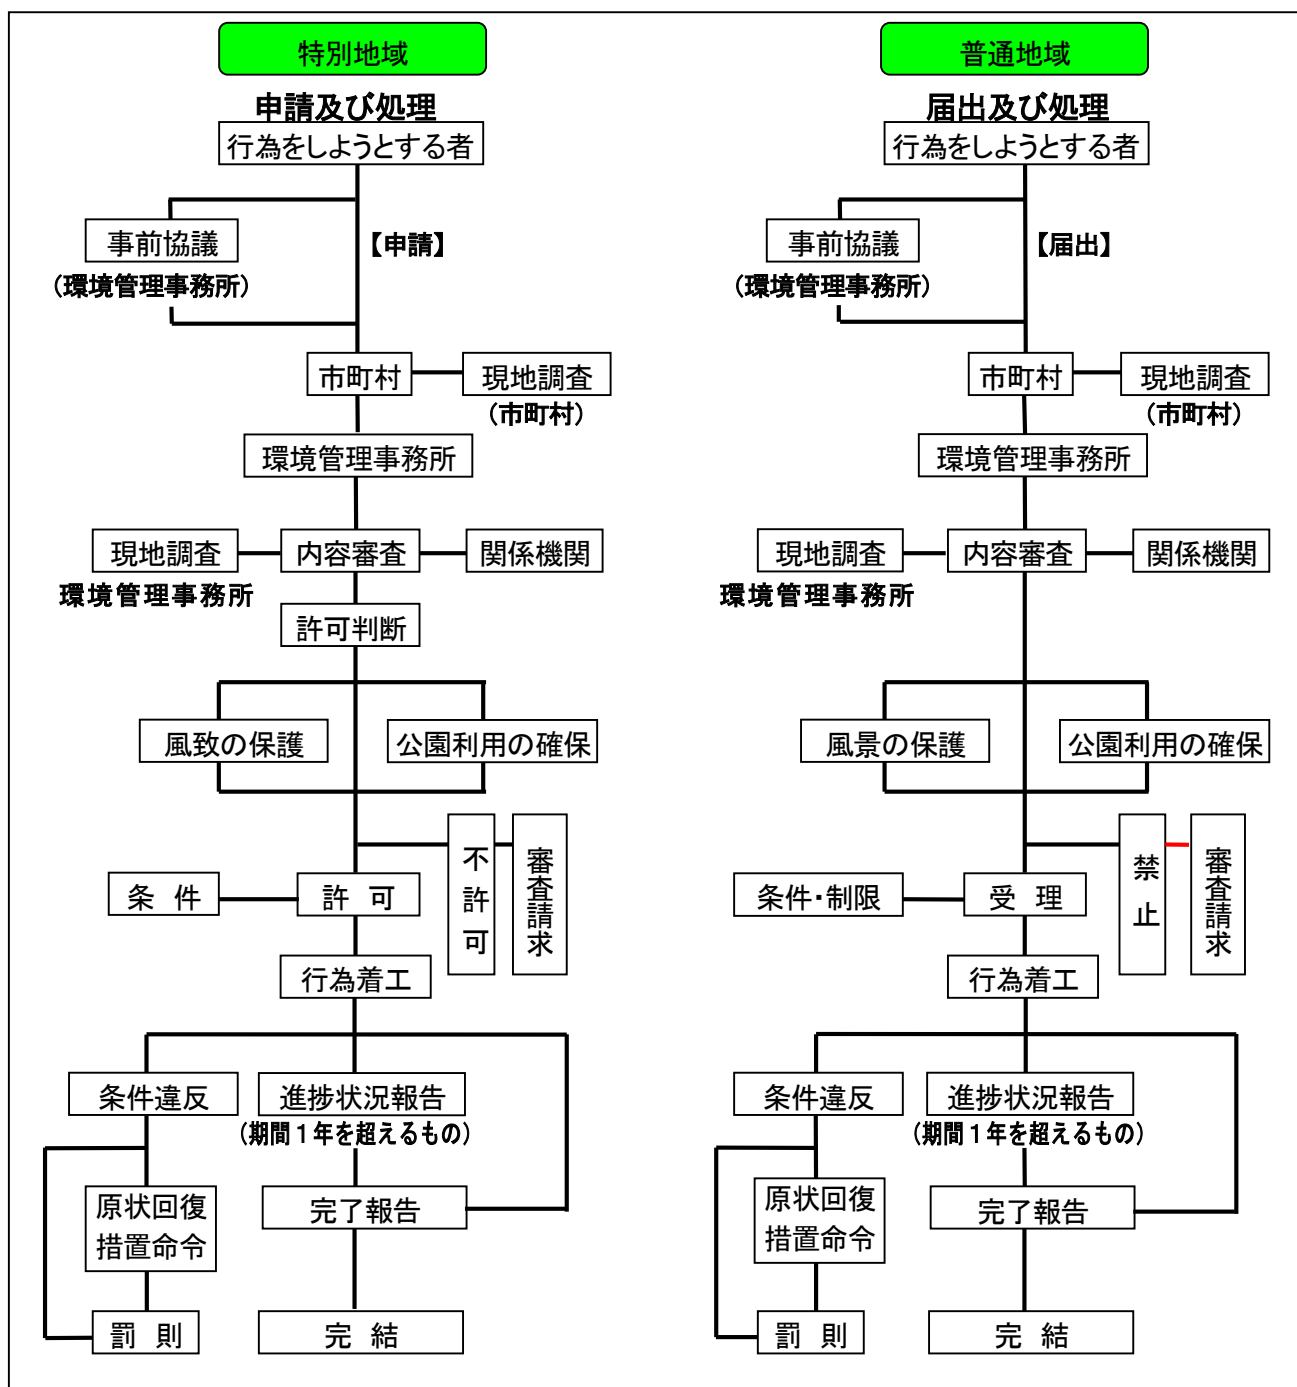 特別地域
申請及び処理
行為をしようとする者
事前協議
(環境管理事務所)
【申請】
市町村
現地調査
(市町村)
環境管理事務所
現地調査
内容審査
関係機関
環境管理事務所
許可判断
風致の保護
公園利用の確保
不許可
審査請求
条 件
許 可
行為着工
条件違反
進捗状況報告
(期間1年を超えるもの)
原状回復
措置命令
完了報告
罰 則
完 結
普通地域
届出及び処理
行為をしようとする者
事前協議
(環境管理事務所)
【届出】
市町村
現地調査
(市町村)
環境管理事務所
現地調査
内容審査
関係機関
環境管理事務所
風景の保護
公園利用の確保
禁止
審査請求
条件・制限
受 理
行為着工
条件違反
進捗状況報告
(期間1年を超えるもの)
原状回復
措置命令
完了報告
罰 則
完 結